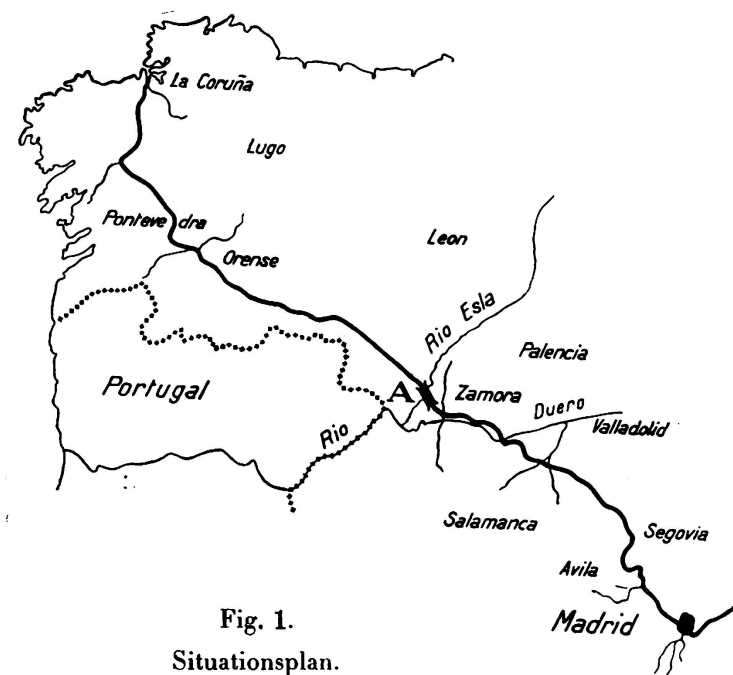 La Coruña
Lugo
Ponteve dra
Orense
Leon
Rio Esla
Palencia
A
Zamora
Portugal
Rio
Duero
Valladolid
Salamanca
Segovia
Avila
Madrid
Fig. 1.
Situationsplan.